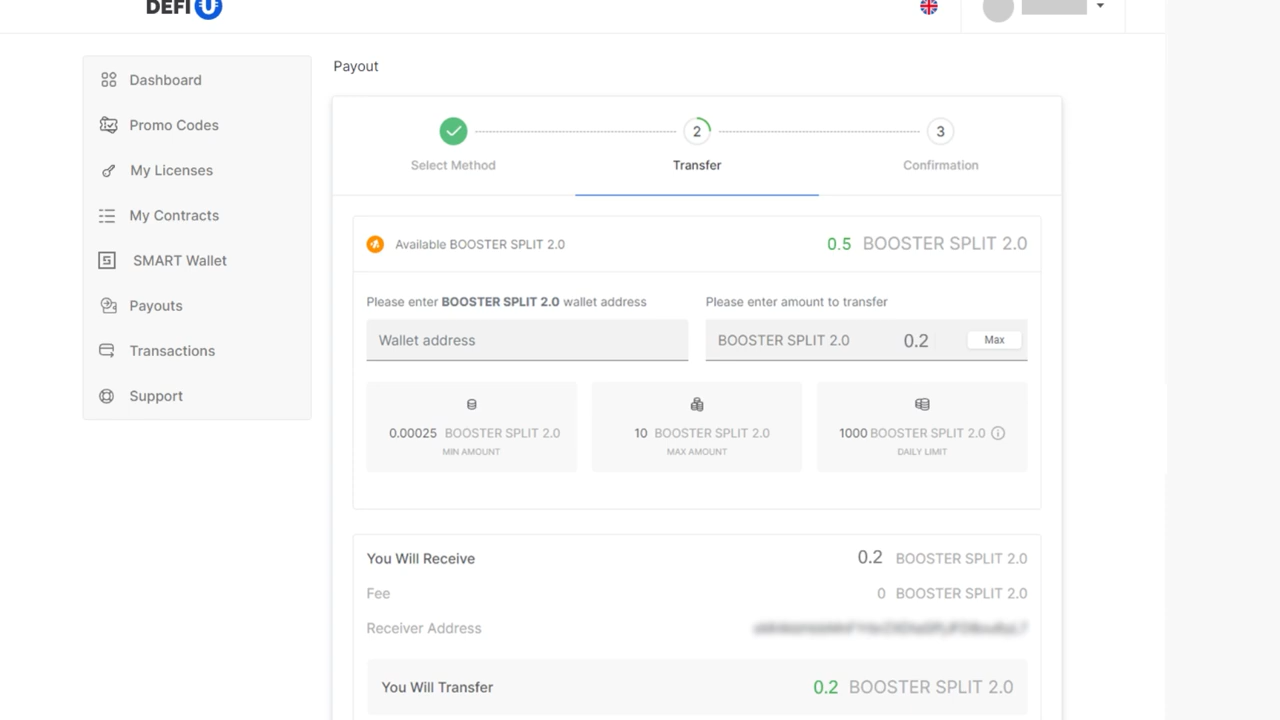 DEFI U
Dashboard
Promo Codes
My Licenses
My Contracts
SMART Wallet
Payouts
Transactions
Support
Payout
2
3
Select Method
Transfer
Confirmation
Available BOOSTER SPLIT 2.0
0.5 BOOSTER SPLIT 2.0
Please enter BOOSTER SPLIT 2.0 wallet address
Please enter amount to transfer
Wallet address
BOOSTER SPLIT 2.0 0.2 Max
0.00025 BOOSTER SPLIT 2.0
MIN AMOUNT
10 BOOSTER SPLIT 2.0
MAX AMOUNT
1000 BOOSTER SPLIT 2.0
DAILY LIMIT
You Will Receive
0.2 BOOSTER SPLIT 2.0
Fee
0 BOOSTER SPLIT 2.0
Receiver Address
You Will Transfer
0.2 BOOSTER SPLIT 2.0